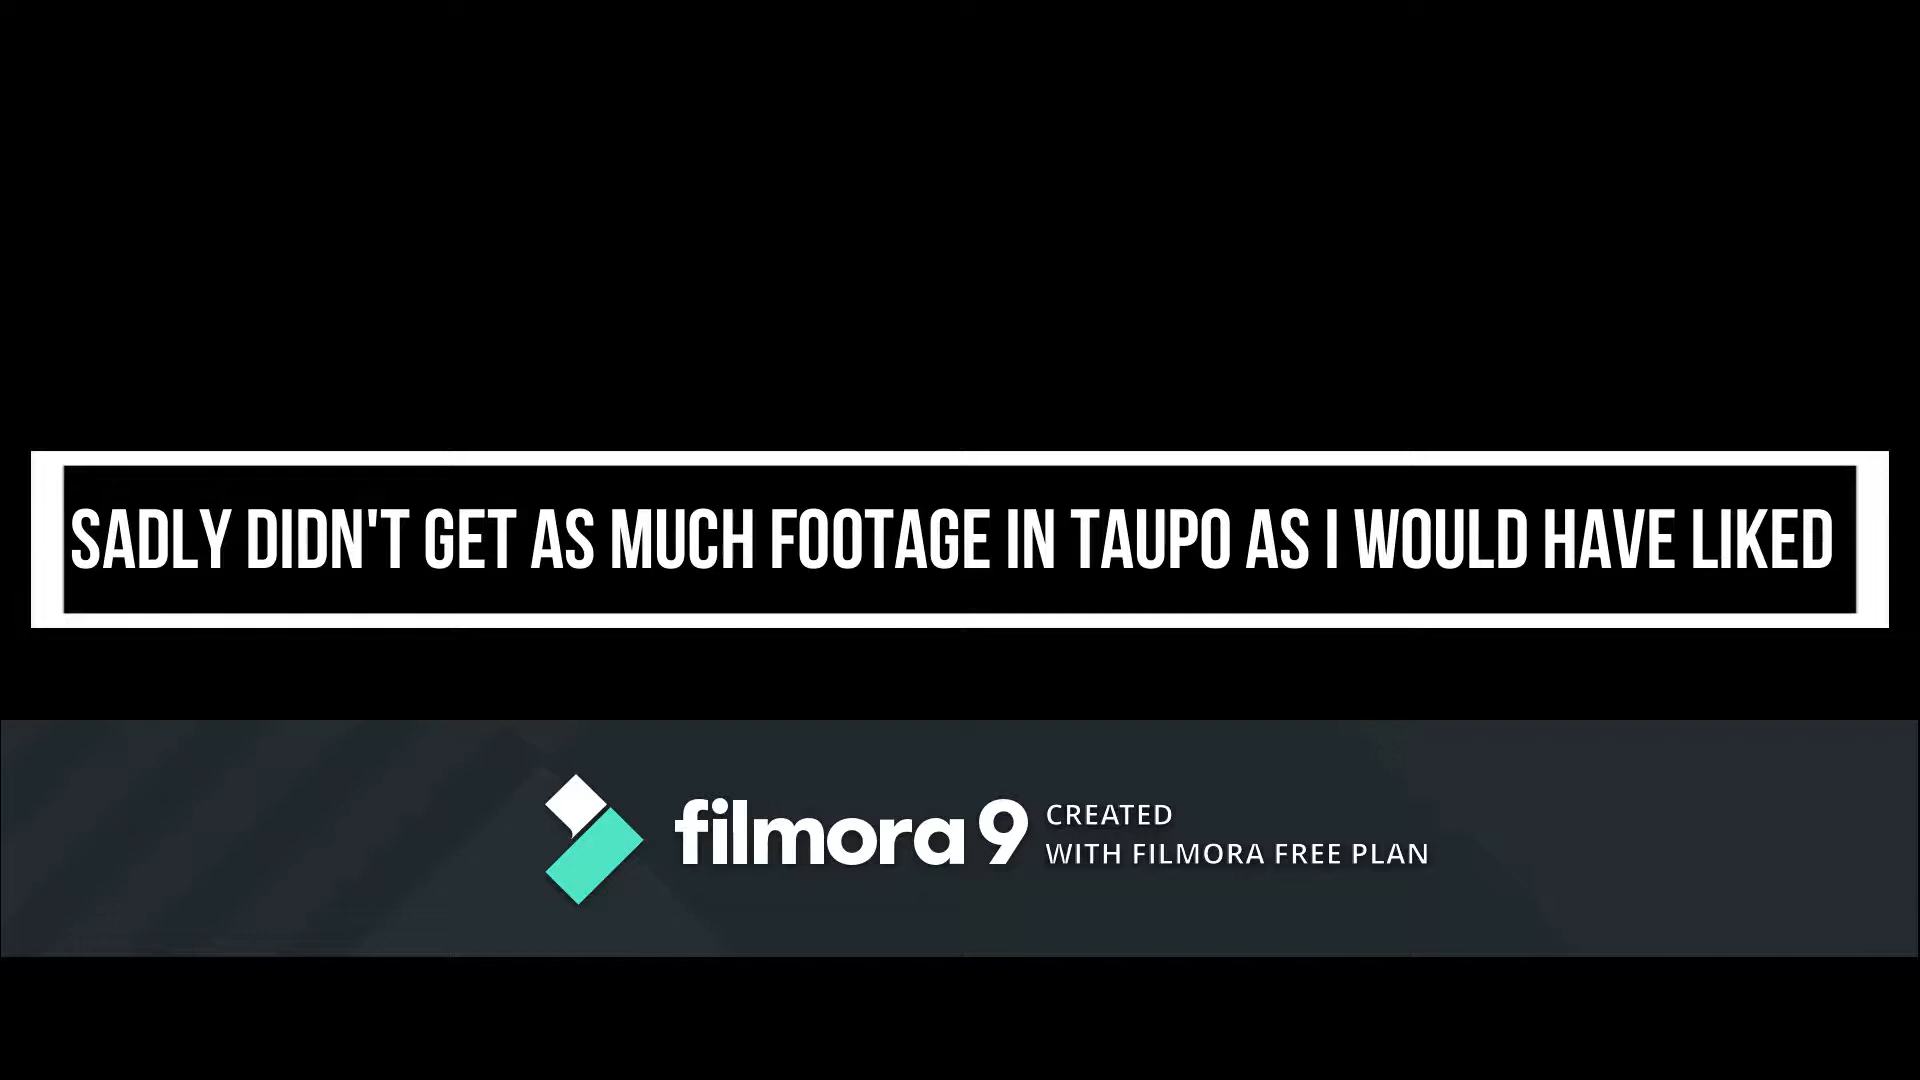 SADLY DIDN'T GET AS MUCH FOOTAGE IN TAUPO AS I WOULD HAVE LIKED
filmora 9
CREATED
WITH FILMORA FREE PLAN